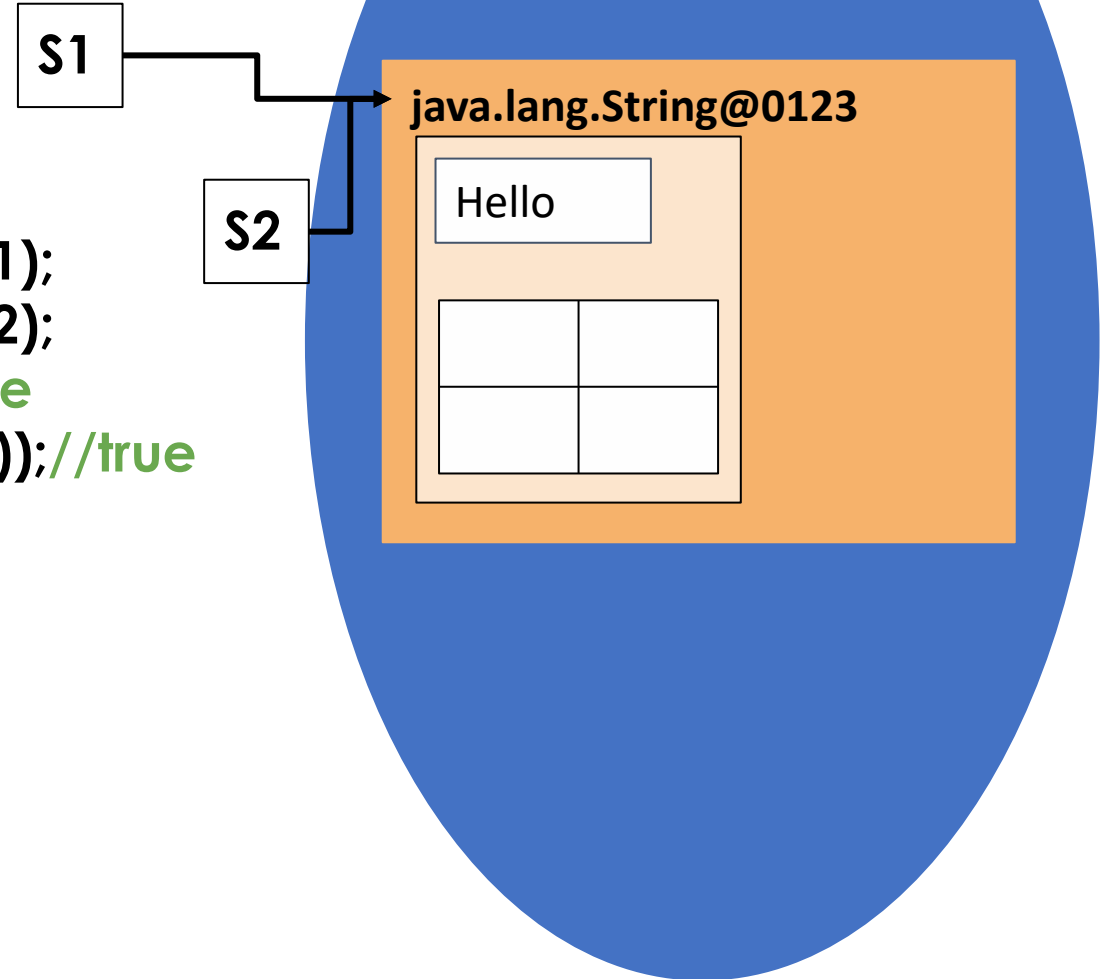 S1
java.lang.String@0123
Hello
S2
1);
2);
e
));//true